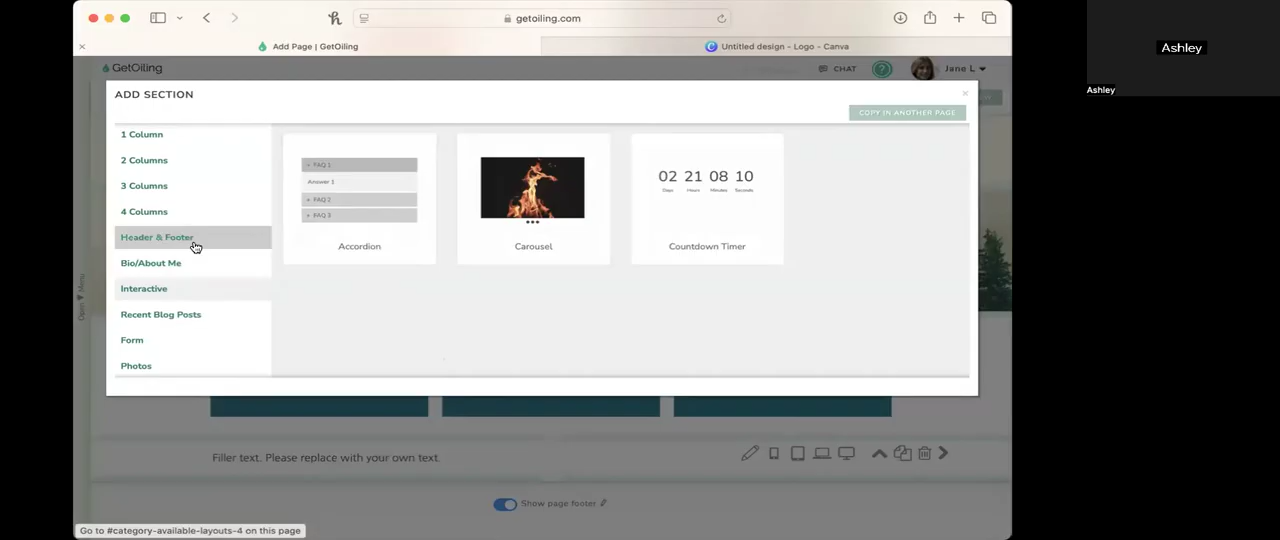 getoiling.com
Add Page | GetOiling
Untitled design - Logo - Canva
GetOiling
CHAT
?
Jane L
ADD SECTION
COPY IN ANOTHER PAGE
1 Column
2 Columns
3 Columns
4 Columns
Header & Footer
Bio/About Me
Interactive
Recent Blog Posts
Form
Photos
+ FAQ 1
Answer 1
+ FAQ 2
+ FAQ 3
Accordion
Carousel
02 21 08 10
Days Hours Minutes Seconds
Countdown Timer
Open Menu
Filler text. Please replace with your own text.
Show page footer
Go to #category-available-layouts-4 on this page
Ashley
Ashley